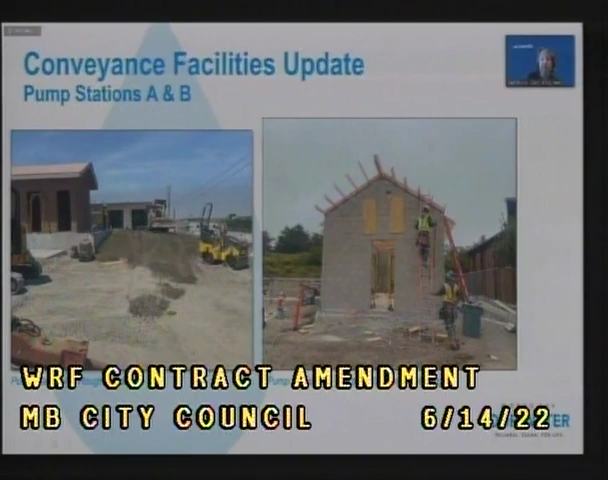 Conveyance Facilities Update
Pump Stations A & B
WRF CONTRACT AMENDMENT
MB CITY COUNCIL 6/14/22